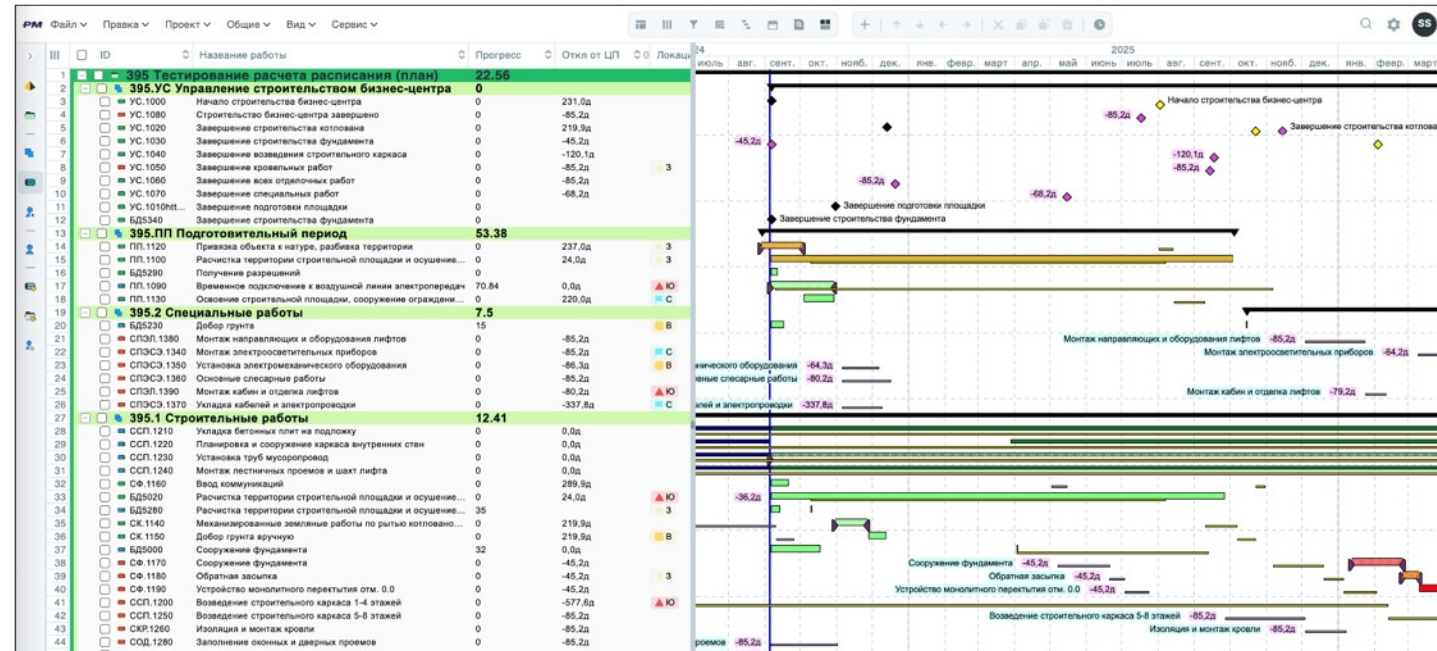 PM Файл Правка Проект Общие Вид Сервис SS
ID Название работы Прогресс Откл от ЦП 0 Локаци
24 2025
июль авг. сент. окт. нояб. дек. янв. февр. март апр. май июнь июль авг. сент. окт. нояб. дек. янв. февр. март
1 395 Тестирование расчета расписания (план) 22.56
2 395.УС Управление строительством бизнес-центра 0
3 УС.1000 Начало строительства бизнес-центра 0 231,0д Начало строительства бизнес-центра
4 УС.1080 Строительство бизнес-центра завершено 0 -85,2д -85,2д
5 УС.1020 Завершение строительства котлована 0 219,9д Завершение строительства котлова
6 УС.1030 Завершение строительства фундамента 0 -45,2д -45,2д
7 УС.1040 Завершение возведения строительного каркаса 0 -120,1д -120,1д
8 УС.1050 Завершение кровельных работ 0 -85,2д З -85,2д
9 УС.1060 Завершение всех отделочных работ 0 -85,2д -85,2д
10 УС.1070 Завершение специальных работ 0 -68,2д -68,2д
11 УС.1010htt... Завершение подготовки площадки 0 Завершение подготовки площадки
12 БД5340 Завершение строительства фундамента 0 Завершение строительства фундамента
13 395.ПП Подготовительный период 53.38
14 ПП.1120 Привязка объекта к натуре, разбивка территории 0 237,0д З
15 ПП.1100 Расчистка территории строительной площадки и осушение... 0 24,0д З
16 БД5290 Получение разрешений 0
17 ПП.1090 Временное подключение к воздушной линии электропередач 70.84 0,0д Ю
18 ПП.1130 Освоение строительной площадки, сооружение ограждени... 0 220,0д С
19 395.2 Специальные работы 7.5
20 БД5230 Добор грунта 15 В
21 СПЭЛ.1380 Монтаж направляющих и оборудования лифтов 0 -85,2д Монтаж направляющих и оборудования лифтов -85,2д
22 СПЭСЭ.1340 Монтаж электроосветительных приборов 0 -85,2д С Монтаж электроосветительных приборов -64,2д
23 СПЭСЭ.1350 Установка электромеханического оборудования 0 -86,3д В нического оборудования -64,3д
24 СПЭСЭ.1360 Основные слесарные работы 0 -85,2д вные слесарные работы -80,2д
25 СПЭЛ.1390 Монтаж кабин и отделка лифтов 0 -80,2д Ю Монтаж кабин и отделка лифтов -79,2д
26 СПЭСЭ.1370 Укладка кабелей и электропроводки 0 -337,8д С лей и электропроводки -337,8д
27 395.1 Строительные работы 12.41
28 ССП.1210 Укладка бетонных плит на подложку 0 0,0д
29 ССП.1220 Планировка и сооружение каркаса внутренних стен 0 0,0д
30 ССП.1230 Установка труб мусоропровод 0 0,0д
31 ССП.1240 Монтаж лестничных проемов и шахт лифта 0 0,0д
32 СФ.1160 Ввод коммуникаций 0 289,9д
33 БД5020 Расчистка территории строительной площадки и осушение... 0 24,0д Ю -36,2д
34 БД5280 Расчистка территории строительной площадки и осушение... 35 З
35 СК.1140 Механизированные земляные работы по рытью котловано... 0 219,9д
36 СК.1150 Добор грунта вручную 0 219,9д В
37 БД5000 Сооружение фундамента 32 0,0д
38 СФ.1170 Сооружение фундамента 0 -45,2д Сооружение фундамента -45,2д
39 СФ.1180 Обратная засыпка 0 -45,2д З Обратная засыпка -45,2д
40 СФ.1190 Устройство монолитного перектытия отм. 0.0 0 -45,2д Устройство монолитного перектытия отм. 0.0 -45,2д
41 ССП.1200 Возведение строительного каркаса 1-4 этажей 0 -577,6д Ю
42 ССП.1250 Возведение строительного каркаса 5-8 этажей 0 -85,2д Возведение строительного каркаса 5-8 этажей -85,2д
43 СКР.1260 Изоляция и монтаж кровли 0 -85,2д Изоляция и монтаж кровли -85,2д
44 СОД.1280 Заполнение оконных и дверных проемов 0 -85,2д роемов -85,2д